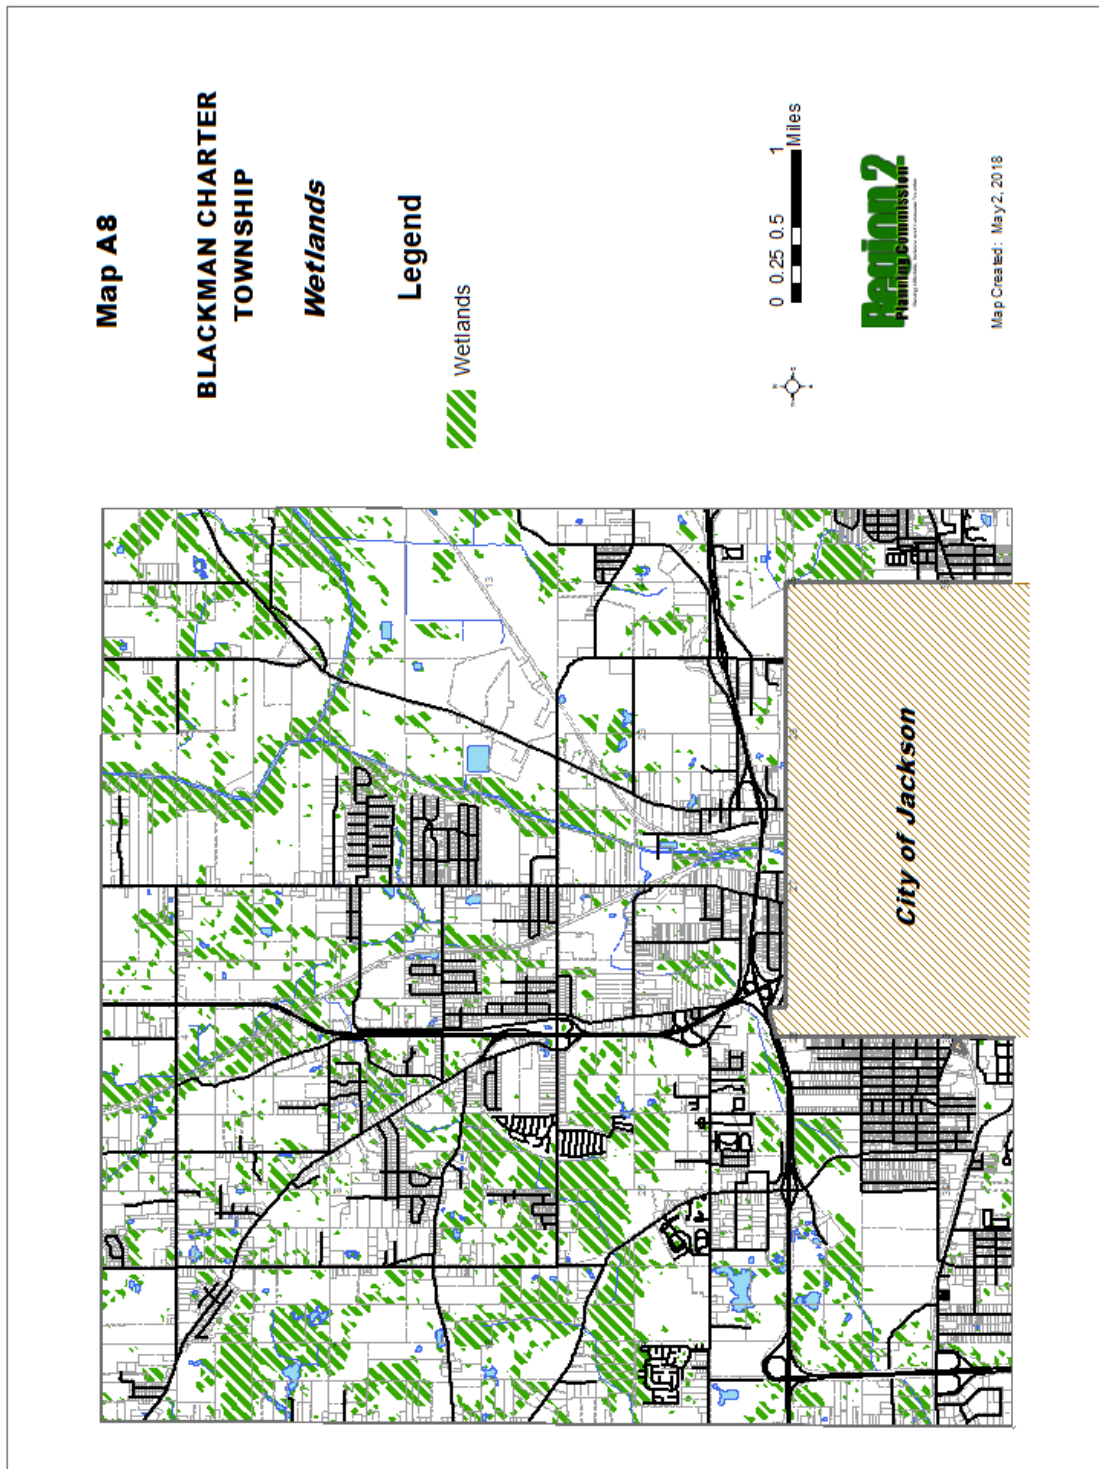 Map A8
BLACKMAN CHARTER
TOWNSHIP
Wetlands
Legend
Wetlands
0 0.25 0.5 1
Miles
Region 2
Planning Commission
Map Created: May 2, 2018
City of Jackson
13